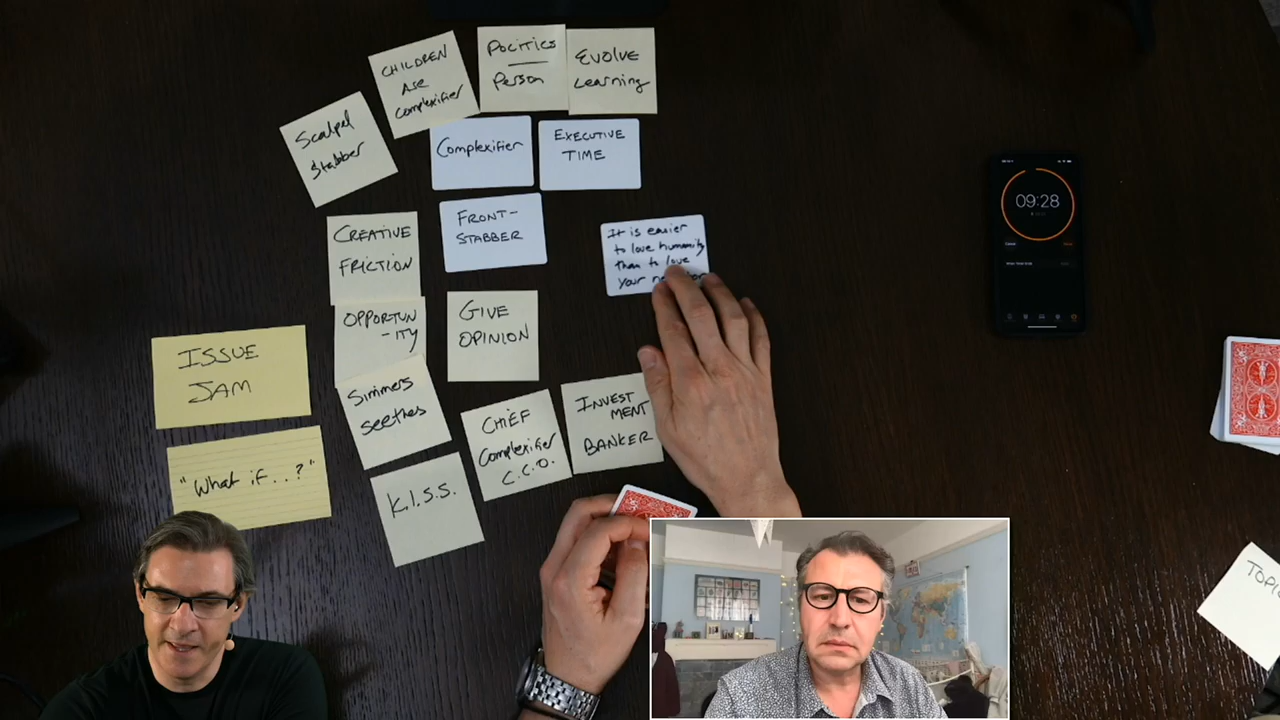 CHILDREN
ARE
Complexifier
POLITICS
Person
EVOLVE
Learning
Scalpel
Stabber
Complexifier
EXECUTIVE
TIME
FRONT-
STABBER
CREATIVE
FRICTION
It is easier
to love humanity
than to love
your
09:28
OPPORTUN
-ITY
GIVE
OPINION
ISSUE
JAM
Simmers
seethes
CHIEF
Complexifier
C.C.O.
INVEST
MENT
BANKER
"What if..?"
K.I.S.S.